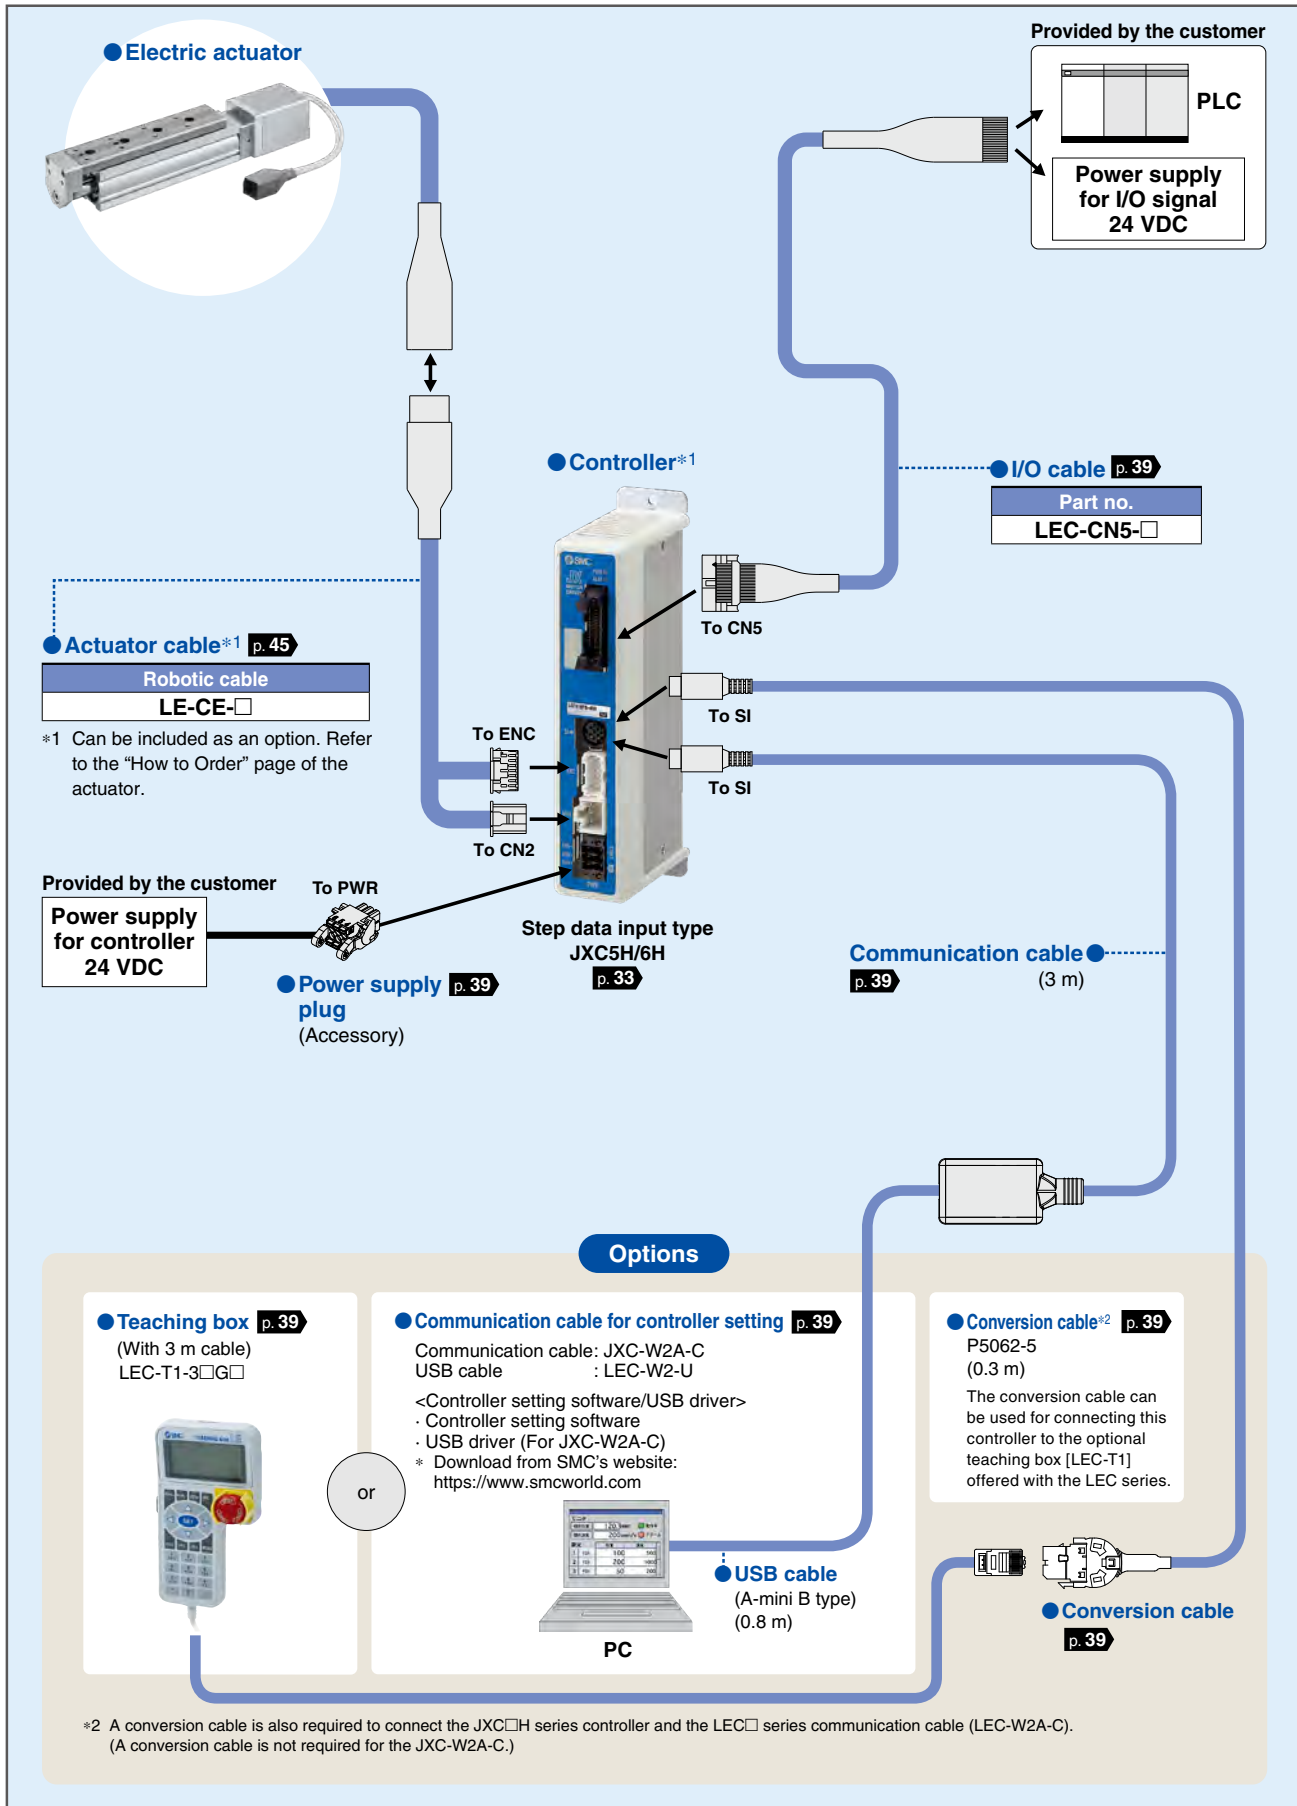 Provided by the customer
Electric actuator
PLC
Power supply
for I/O signal
24 VDC
Controller*1
I/O cable p. 39
Part no.
LEC-CN5-□
SMC
To CN5
Actuator cable*1 p. 45
Robotic cable
LE-CE-□
*1 Can be included as an option. Refer
to the “How to Order” page of the
actuator.
To SI
To ENC
To SI
To CN2
Provided by the customer
To PWR
Power supply
for controller
24 VDC
Step data input type
JXC5H/6H
p. 33
Power supply p. 39
plug
(Accessory)
Communication cable
p. 39
(3 m)
Options
Teaching box p. 39
(With 3 m cable)
LEC-T1-3□G□
or
Communication cable for controller setting p. 39
Communication cable: JXC-W2A-C
USB cable : LEC-W2-U
<Controller setting software/USB driver>
· Controller setting software
· USB driver (For JXC-W2A-C)
* Download from SMC’s website:
https://www.smcworld.com
PC
USB cable
(A-mini B type)
(0.8 m)
Conversion cable*2 p. 39
P5062-5
(0.3 m)
The conversion cable can
be used for connecting this
controller to the optional
teaching box [LEC-T1]
offered with the LEC series.
Conversion cable
p. 39
*2 A conversion cable is also required to connect the JXC□H series controller and the LEC□ series communication cable (LEC-W2A-C).
(A conversion cable is not required for the JXC-W2A-C.)